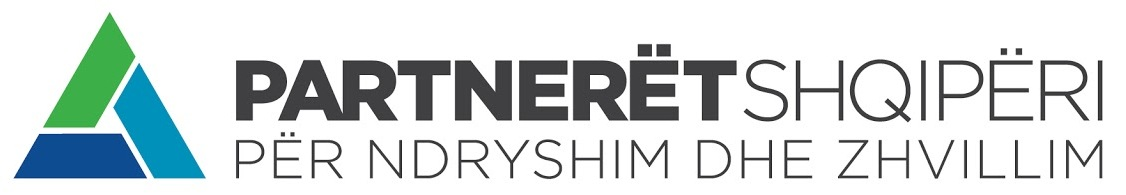 PARTNERËTSHQIPËRI
PËR NDRYSHIM DHE ZHVILLIM